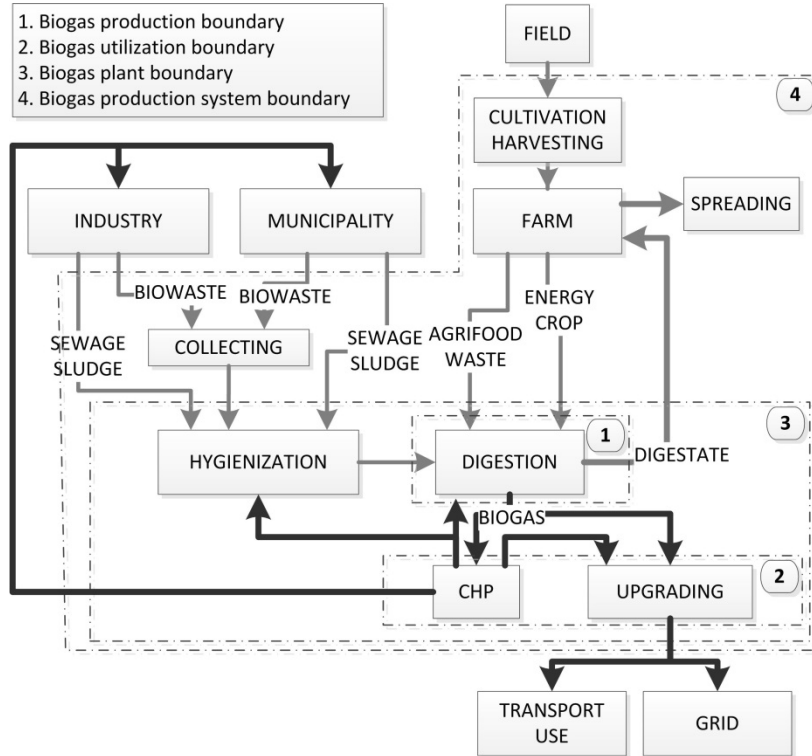 1. Biogas production boundary
2. Biogas utilization boundary
3. Biogas plant boundary
4. Biogas production system boundary
FIELD
4
CULTIVATION
HARVESTING
INDUSTRY
MUNICIPALITY
FARM
SPREADING
BIOWASTE
BIOWASTE
ENERGY
CROP
SEWAGE
SLUDGE
COLLECTING
SEWAGE
SLUDGE
AGRIFOOD
WASTE
HYGIENIZATION
DIGESTION
1
3
DIGESTATE
BIOGAS
CHP
UPGRADING
2
TRANSPORT
USE
GRID